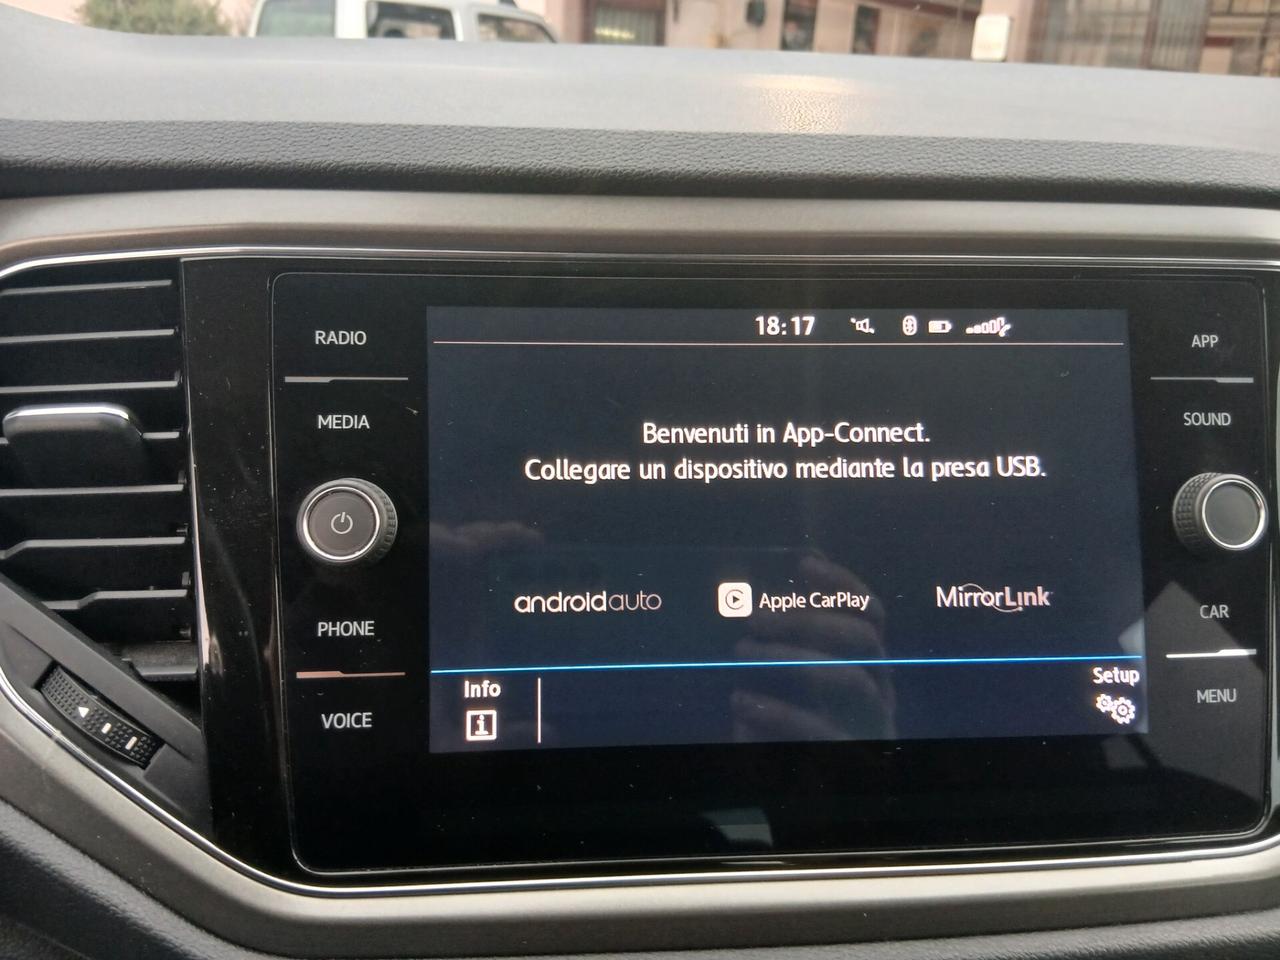 18:17
RADIO
MEDIA
PHONE
VOICE
Benvenuti in App-Connect.
Collegare un dispositivo mediante la presa USB.
androidauto
Apple CarPlay
MirrorLink
Info
i
Setup
APP
SOUND
CAR
MENU